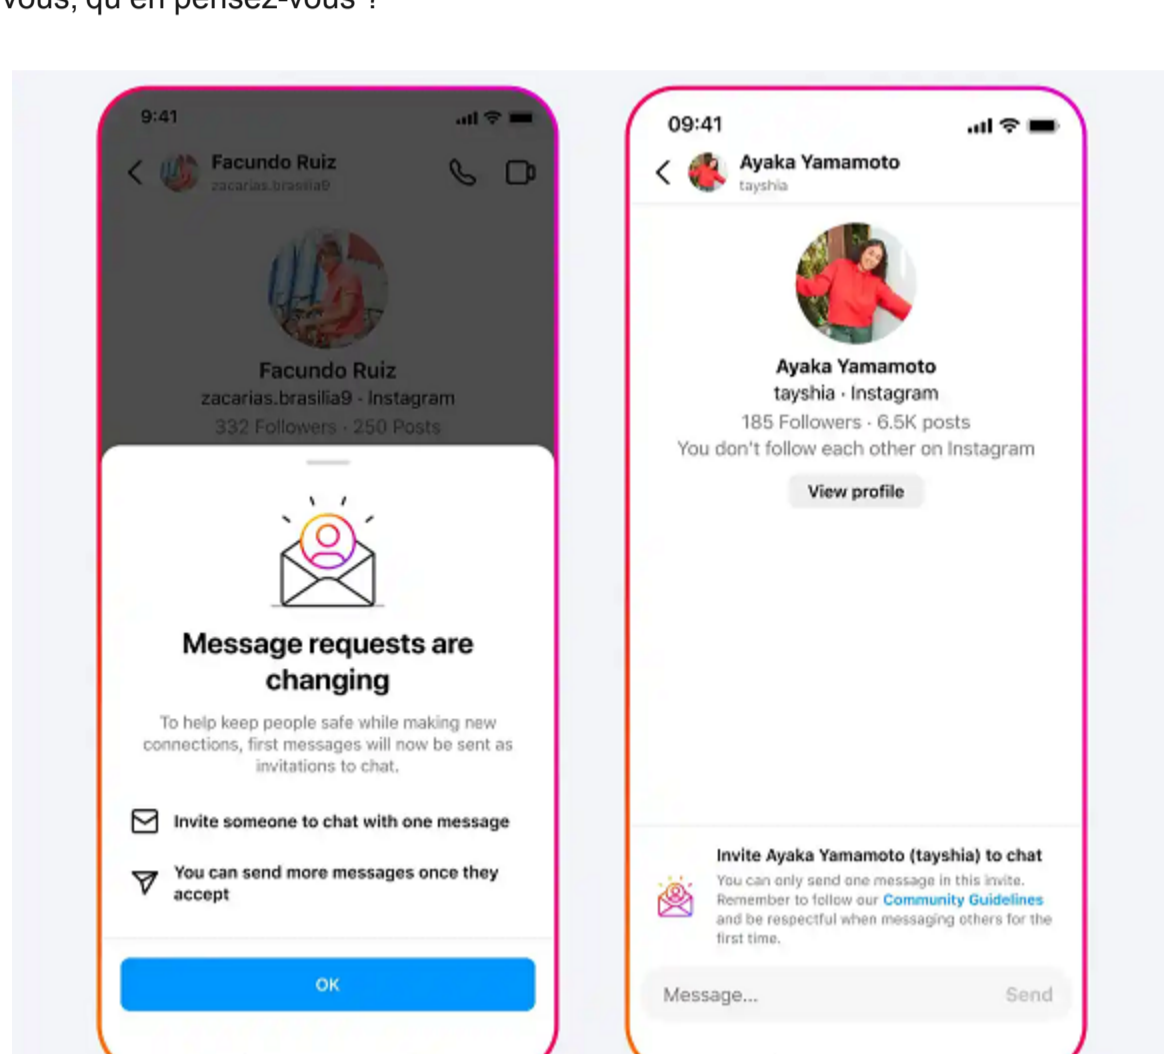 vous, qu'en pensez-vous ?
9:41
Facundo Ruiz
zacarias.brasilia9
Facundo Ruiz
zacarias.brasilia9 · Instagram
332 Followers · 250 Posts
Message requests are
changing
To help keep people safe while making new
connections, first messages will now be sent as
invitations to chat.
Invite someone to chat with one message
You can send more messages once they
accept
OK
09:41
Ayaka Yamamoto
tayshia
Ayaka Yamamoto
tayshia · Instagram
185 Followers · 6.5K posts
You don't follow each other on Instagram
View profile
Invite Ayaka Yamamoto (tayshia) to chat
You can only send one message in this invite.
Remember to follow our Community Guidelines
and be respectful when messaging others for the
first time.
Message...
Send